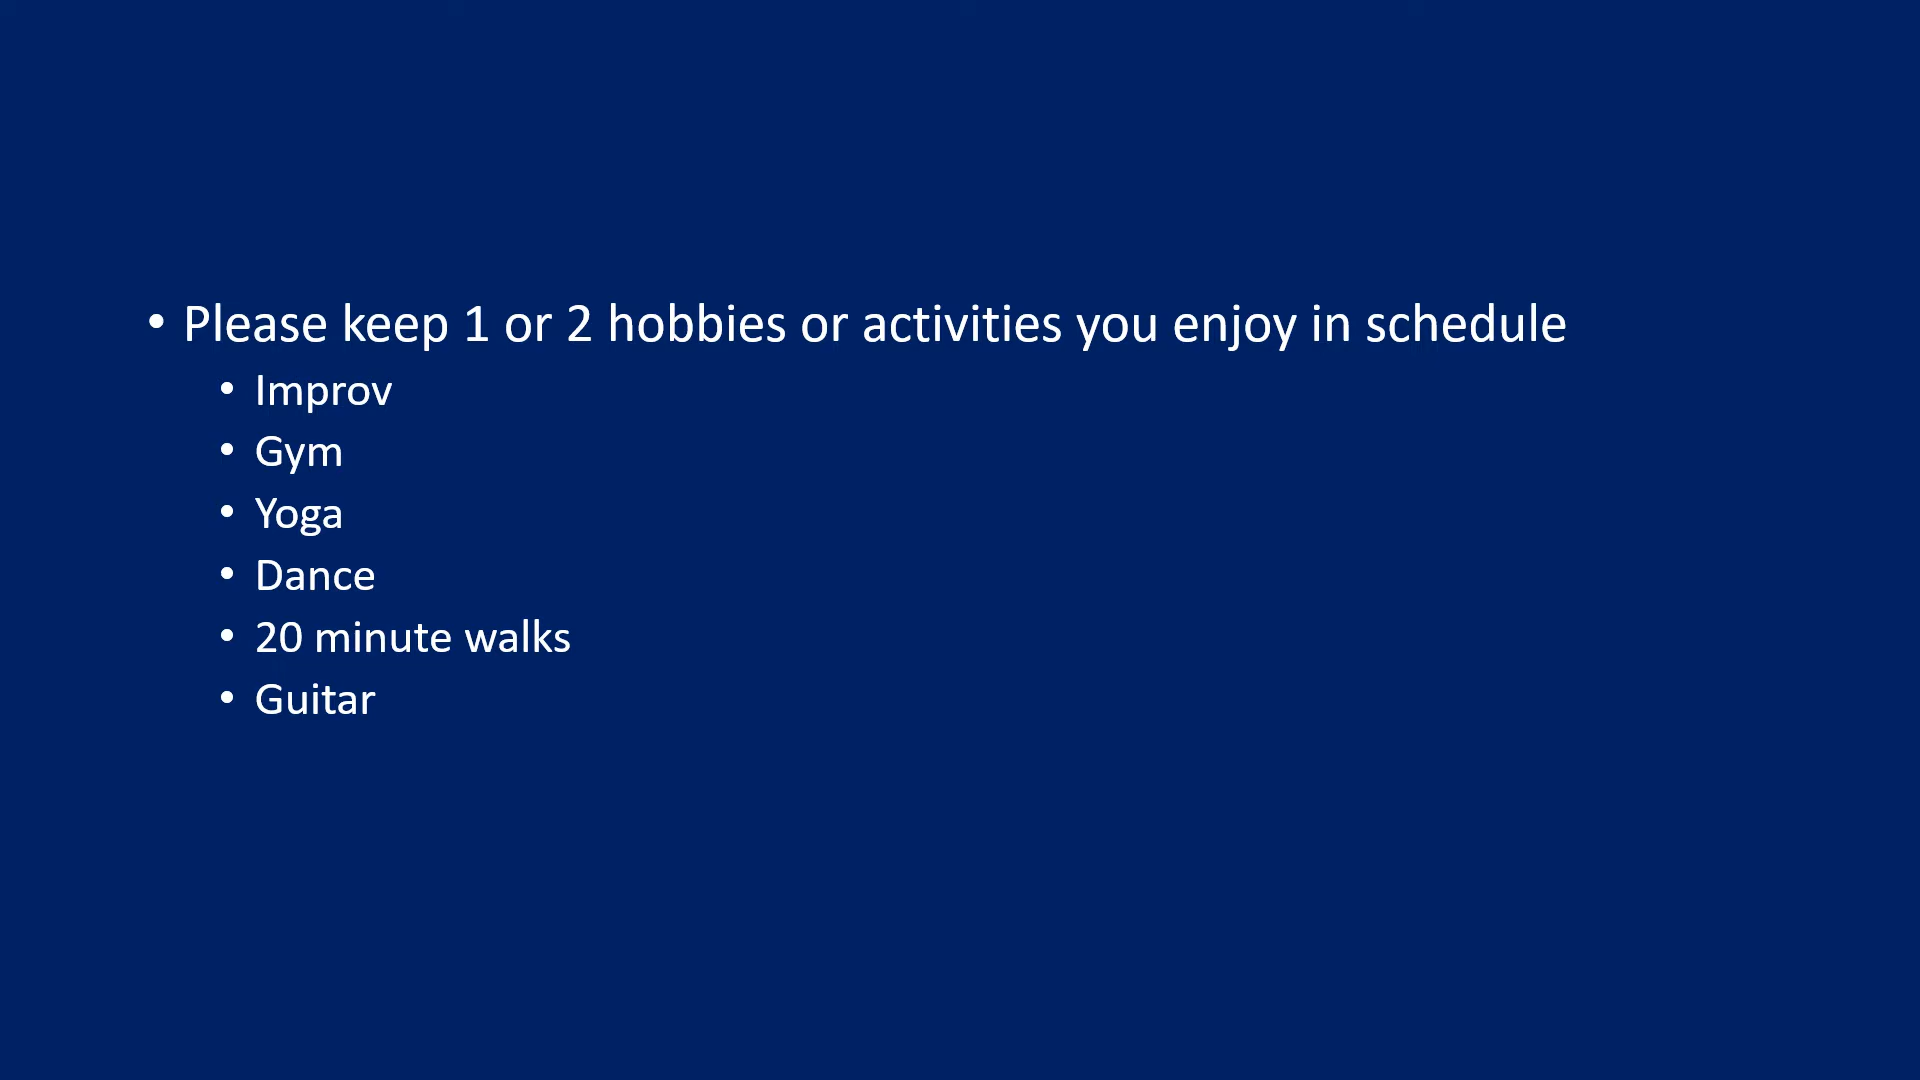 • Please keep 1 or 2 hobbies or activities you enjoy in schedule
• Improv
• Gym
• Yoga
• Dance
• 20 minute walks
• Guitar